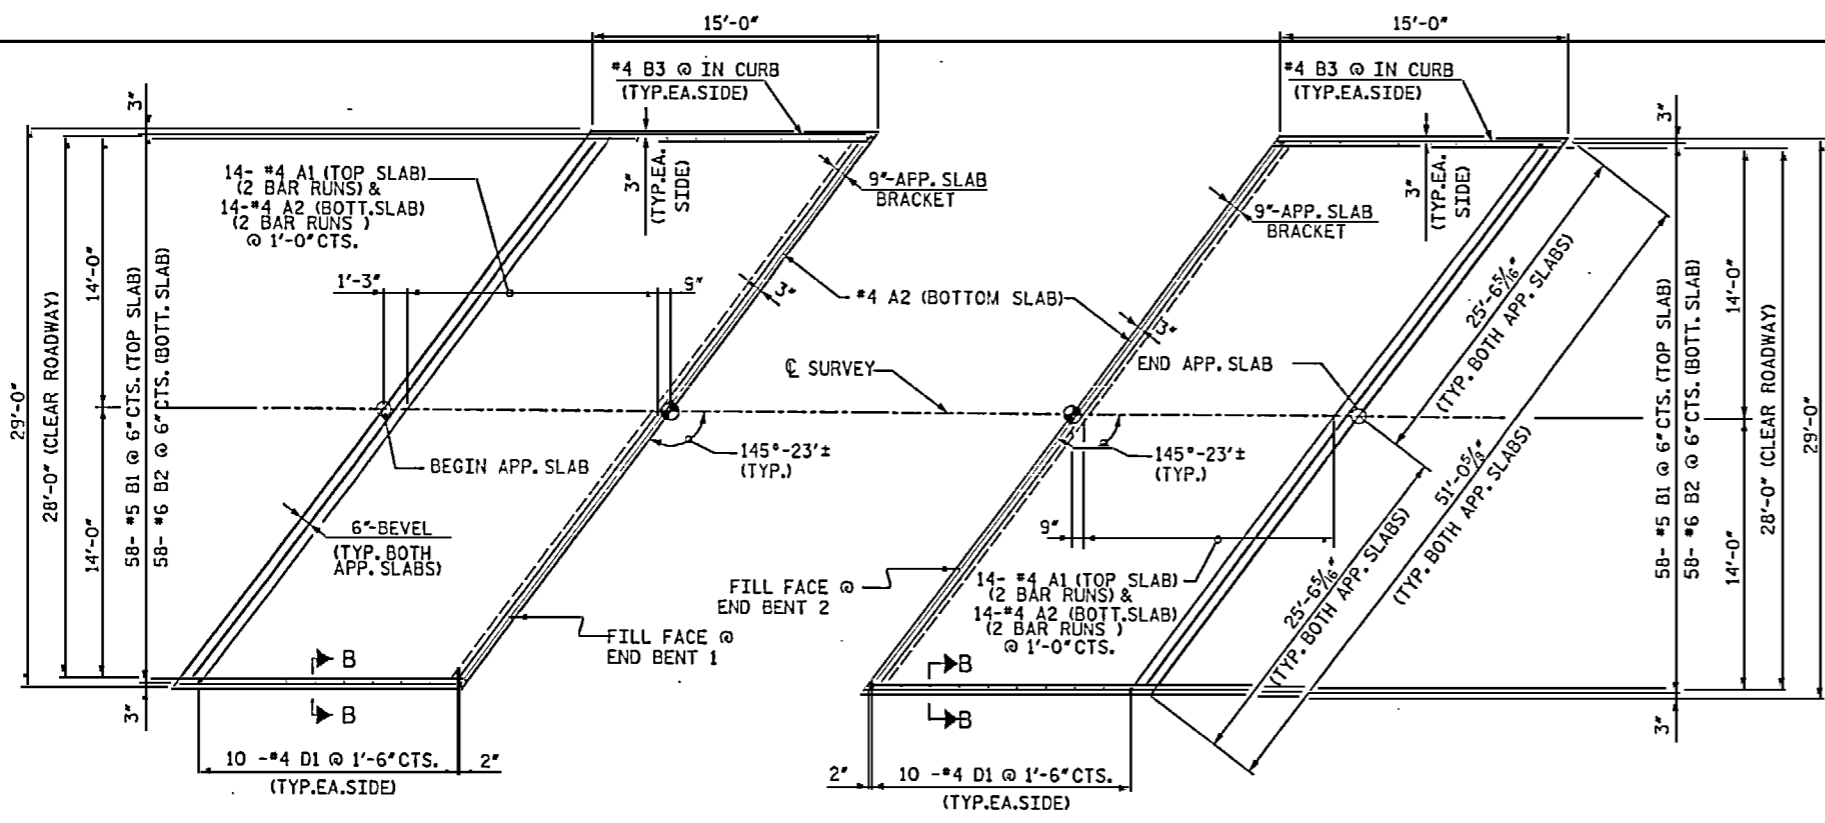 15'-0"
15'-0"
#4 B3 @ IN CURB
(TYP.EA.SIDE)
#4 B3 @ IN CURB
(TYP.EA.SIDE)
3"
3"
14- #4 A1 (TOP SLAB)
(2 BAR RUNS) &
14-#4 A2 (BOTT.SLAB)
(2 BAR RUNS )
@ 1'-0" CTS.
3"
(TYP.EA.
SIDE)
9"-APP. SLAB
BRACKET
9"-APP. SLAB
BRACKET
3"
(TYP.EA.
SIDE)
29'-0"
28'-0" (CLEAR ROADWAY)
14'-0"
14'-0"
58- #5 B1 @ 6" CTS. (TOP SLAB)
58- #6 B2 @ 6" CTS. (BOTT. SLAB)
1'-3"
9"
3"
#4 A2 (BOTTOM SLAB)
3"
25'-6 5/16"
(TYP. BOTH APP. SLABS)
℄ SURVEY
END APP. SLAB
BEGIN APP. SLAB
145°-23'±
(TYP.)
145°-23'±
(TYP.)
51'-0 5/8"
(TYP. BOTH APP. SLABS)
25'-6 5/16"
(TYP. BOTH APP. SLABS)
58- #5 B1 @ 6" CTS. (TOP SLAB)
58- #6 B2 @ 6" CTS. (BOTT. SLAB)
14'-0"
14'-0"
28'-0" (CLEAR ROADWAY)
29'-0"
6"-BEVEL
(TYP. BOTH
APP. SLABS)
9"
FILL FACE @
END BENT 2
14- #4 A1 (TOP SLAB)
(2 BAR RUNS) &
14-#4 A2 (BOTT.SLAB)
(2 BAR RUNS )
@ 1'-0" CTS.
FILL FACE @
END BENT 1
B
B
B
B
3"
3"
10 -#4 D1 @ 1'-6" CTS.
(TYP.EA.SIDE)
2"
2"
10 -#4 D1 @ 1'-6" CTS.
(TYP.EA.SIDE)